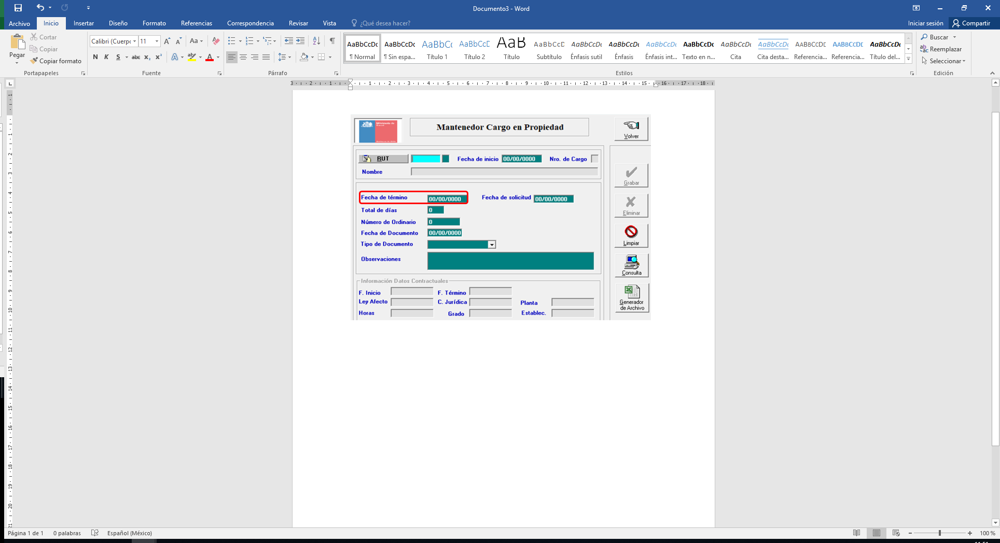 Documento3 - Word
Archivo Inicio Insertar Diseño Formato Referencias Correspondencia Revisar Vista ¿Qué desea hacer? Iniciar sesión Compartir
Pegar
Cortar
Copiar
Copiar formato
Portapapeles
Calibri (Cuerpo 11 Aa
N K S abc x₂ x² A ab A
Fuente
Párrafo
AaBbCcDc AaBbCcDc AaBbCc AaBbCcD AaB AaBbCcD AaBbCcDc AaBbCcDc AaBbCcDc AaBbCcDc AaBbCcDc AaBbCcDc AABBCCDD AABBCCDD AaBbCcDc
¶ Normal ¶ Sin espa... Título 1 Título 2 Título Subtítulo Énfasis sutil Énfasis Énfasis int... Texto en n... Cita Cita desta... Referencia... Referencia... Título del...
Estilos
Buscar
Reemplazar
Seleccionar
Edición
3 2 1 1 2 3 4 5 6 7 8 9 10 11 12 13 14 15 16 17 18
Mantenedor Cargo en Propiedad
Volver
RUT Fecha de inicio 00/00/0000 Nro. de Cargo
Nombre
Fecha de término 00/00/0000 Fecha de solicitud 00/00/0000
Total de días 0
Número de Ordinario 0
Fecha de Documento 00/00/0000
Tipo de Documento
Observaciones
Información Datos Contractuales
F. Inicio F. Término
Ley Afecto C. Jurídica Planta
Horas Grado Establec.
Grabar
Eliminar
Limpiar
Consulta
Generador
de Archivo
Página 1 de 1 0 palabras Español (México) 100 %